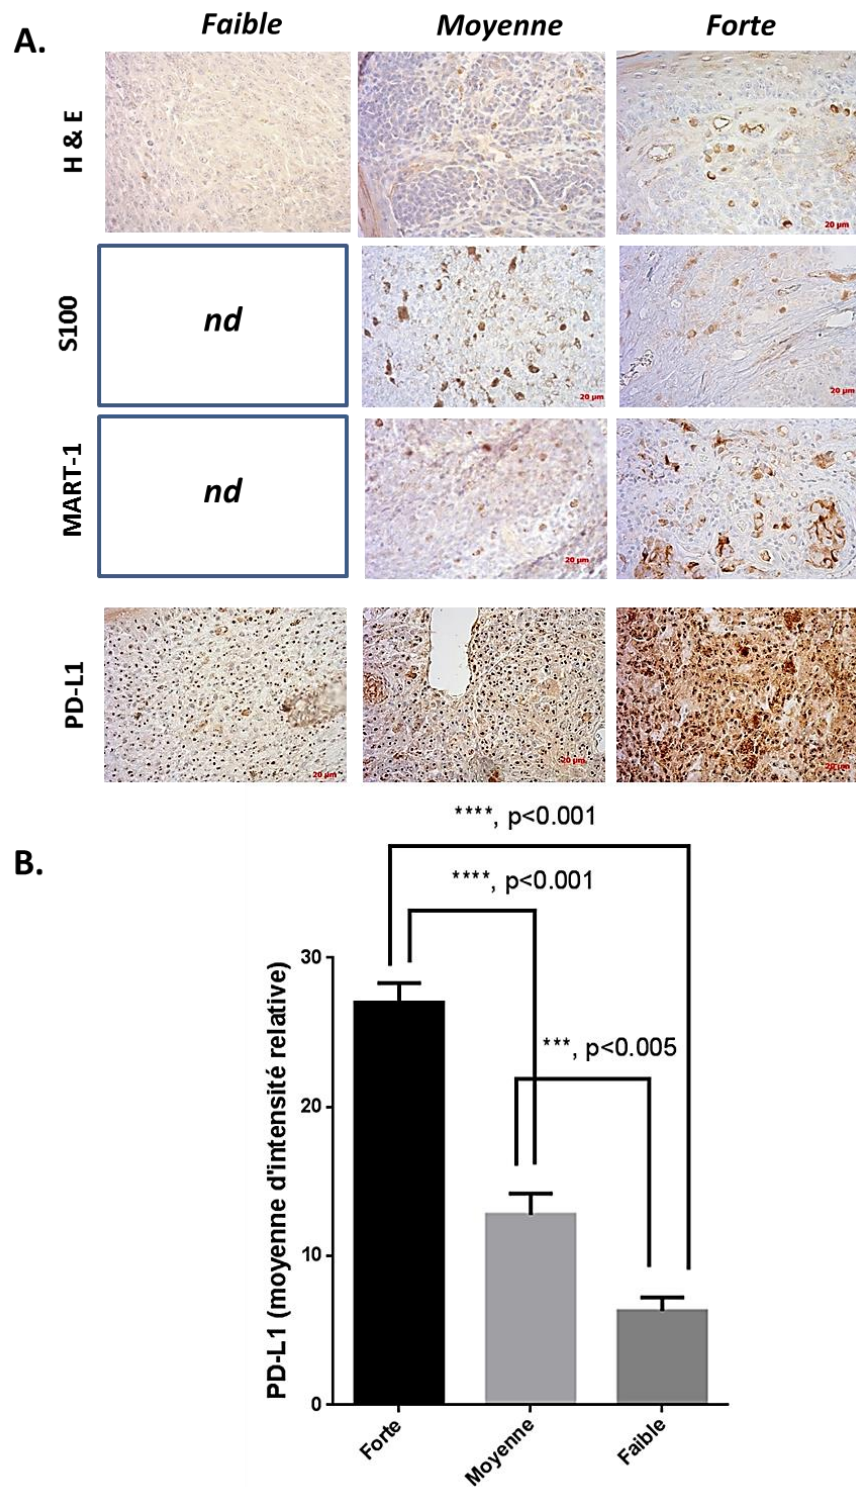 A.
Faible Moyenne Forte
H & E
20 µm
S100
nd
20 µm
20 µm
MART-1
nd
20 µm
20 µm
PD-L1
20 µm
20 µm
20 µm
B.
****, p<0.001
****, p<0.001
***, p<0.005
PD-L1 (moyenne d'intensité relative)
30
20
10
0
Forte
Moyenne
Faible